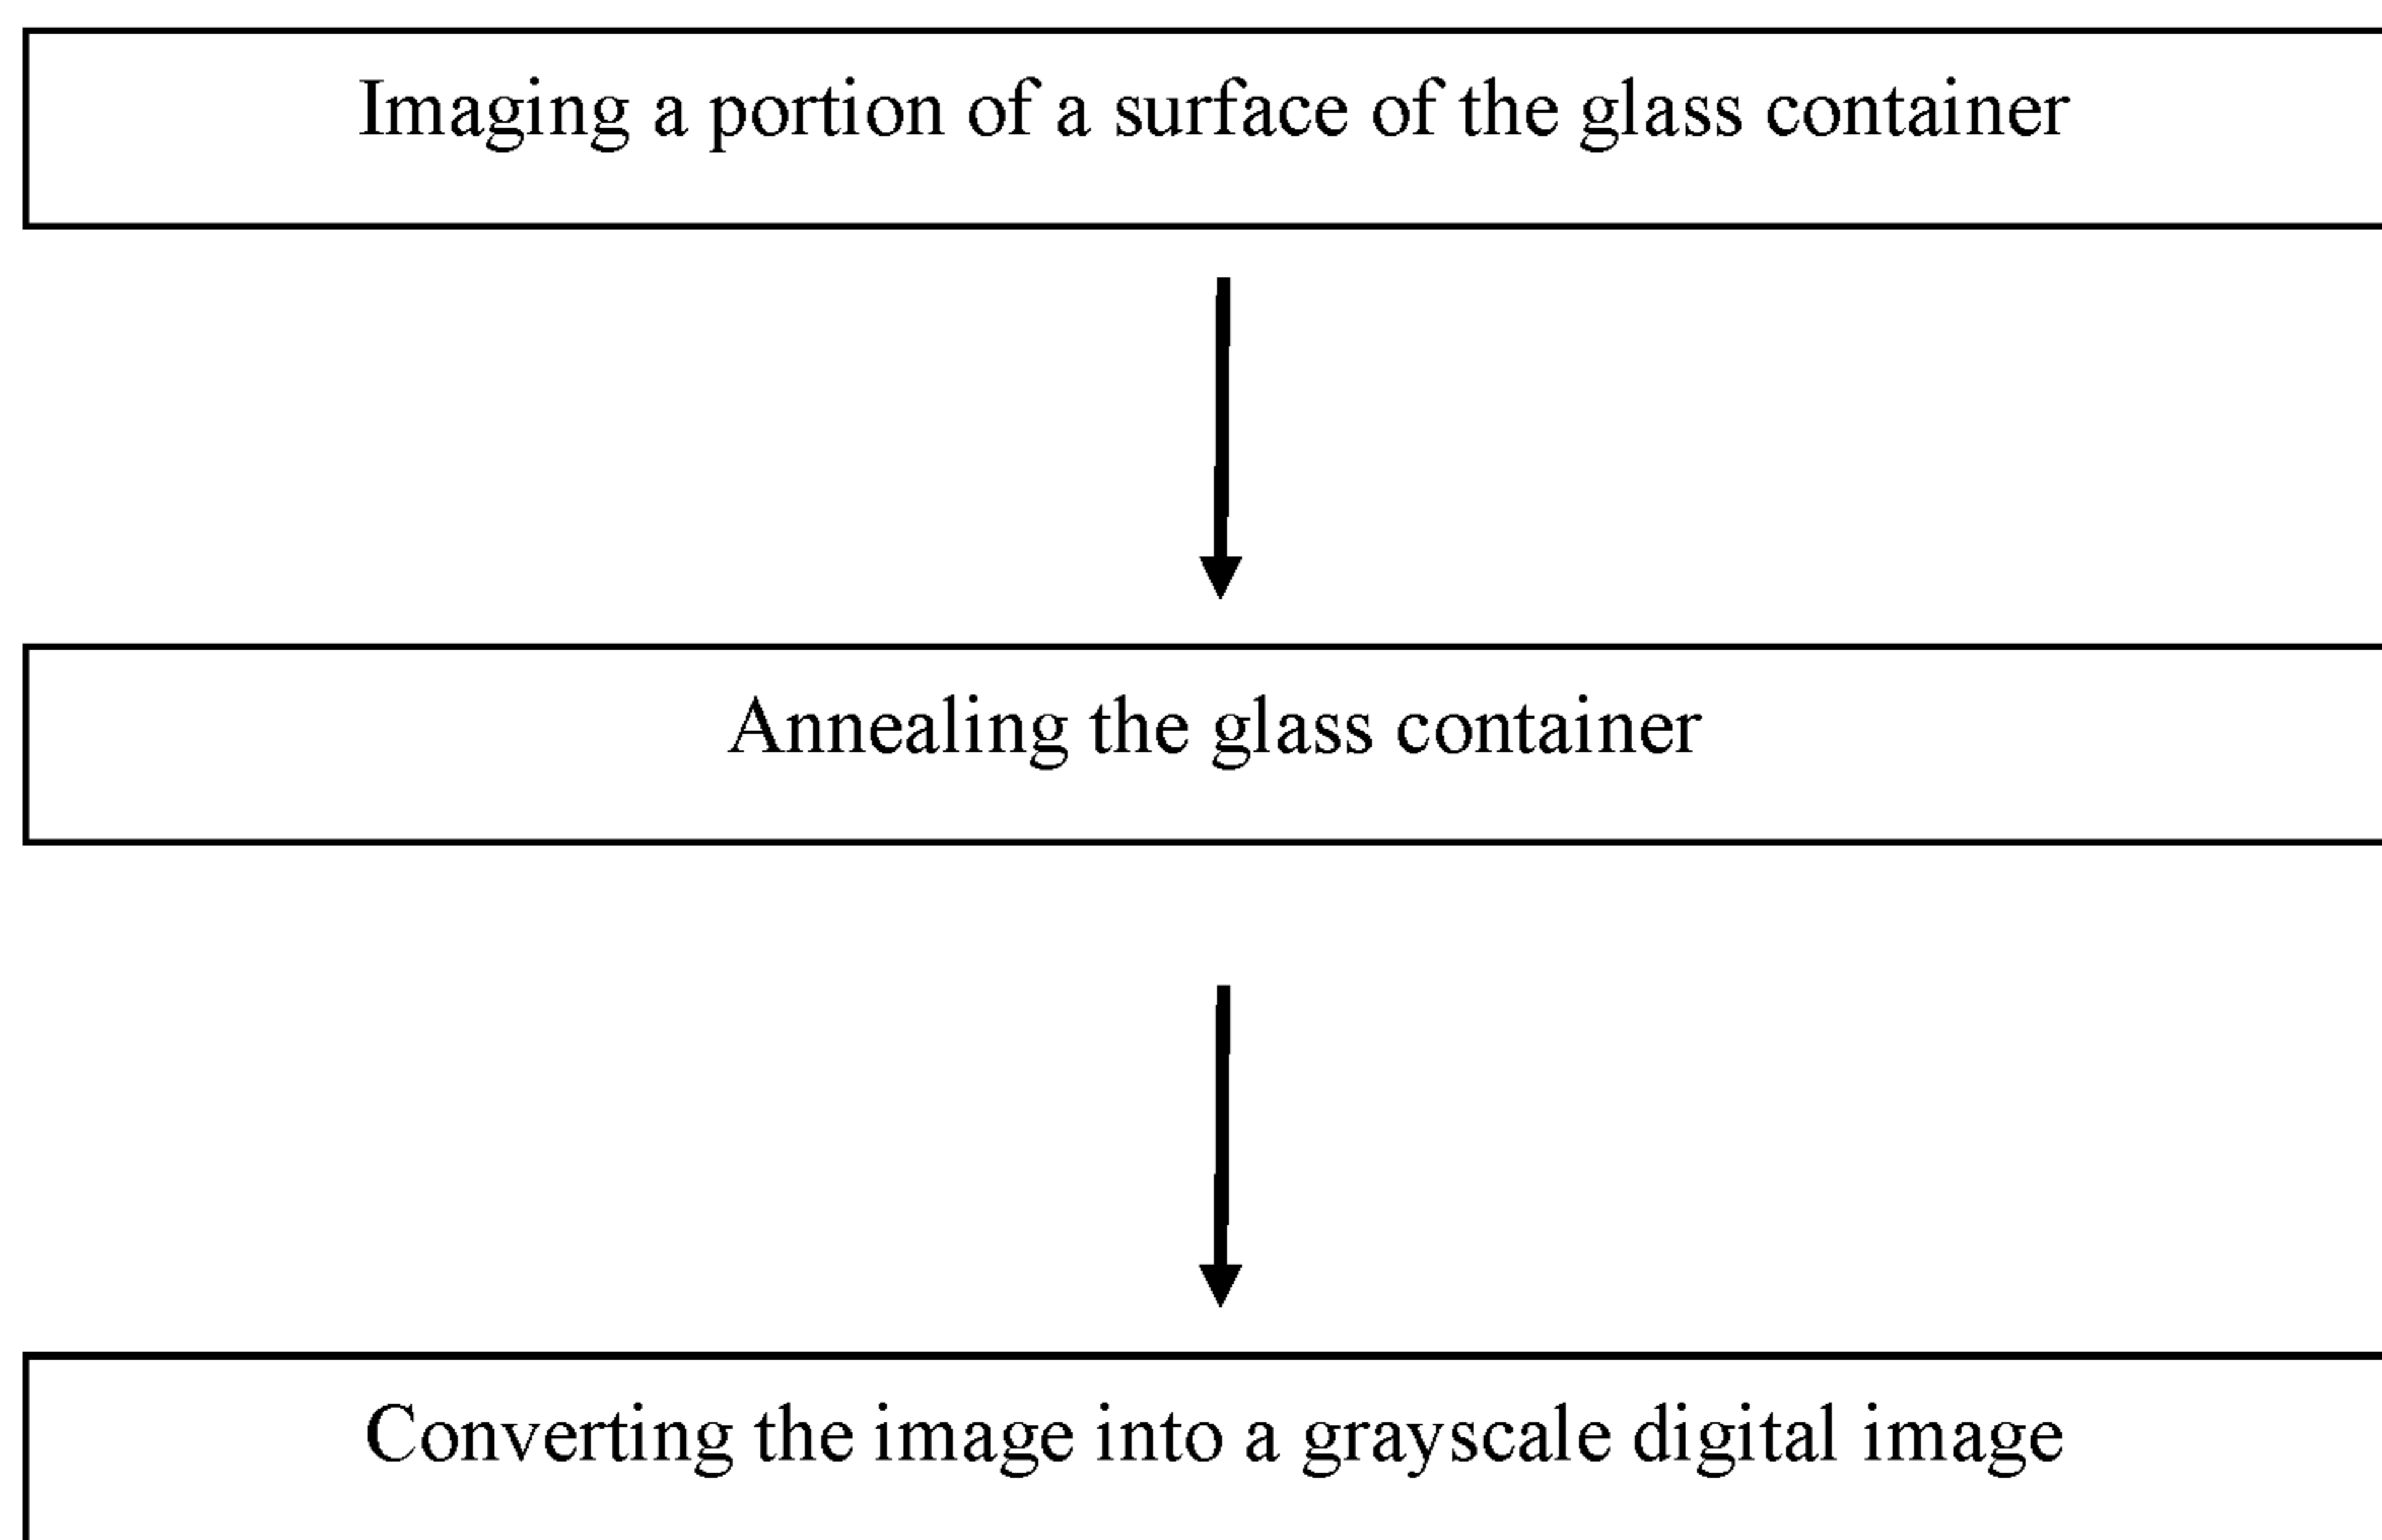 Imaging a portion of a surface of the glass container
Annealing the glass container
Converting the image into a grayscale digital image